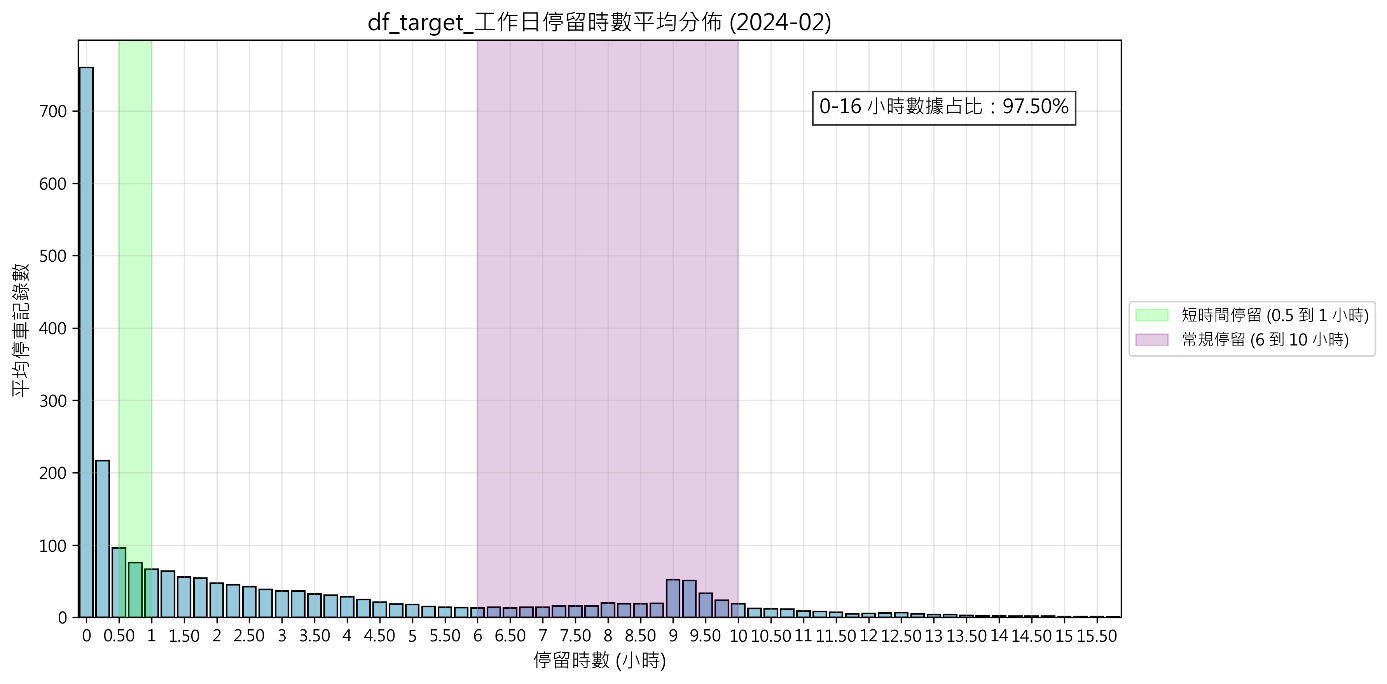 df_target_工作日停留時數平均分佈 (2024-02)
0-16 小時數據占比：97.50%
平均停車記錄數
700
600
500
400
300
200
100
0
0 0.50 1 1.50 2 2.50 3 3.50 4 4.50 5 5.50 6 6.50 7 7.50 8 8.50 9 9.50 10 10.50 11 11.50 12 12.50 13 13.50 14 14.50 15 15.50
停留時數 (小時)
短時間停留 (0.5 到 1 小時)
常規停留 (6 到 10 小時)